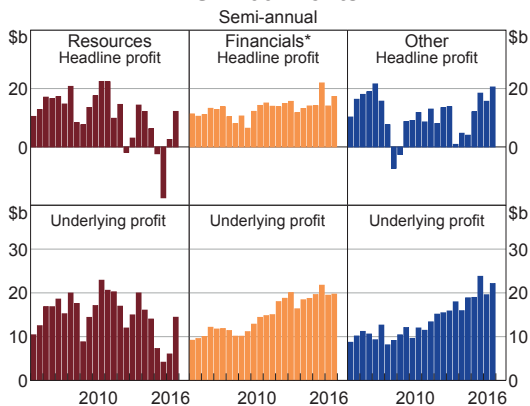 Semi-annual
$b
$b
Resources
Headline profit
Financials*
Headline profit
Other
Headline profit
20
20
0
0
$b
$b
Underlying profit
Underlying profit
Underlying profit
30
30
20
20
10
10
0
0
2010
2016
2010
2016
2010
2016